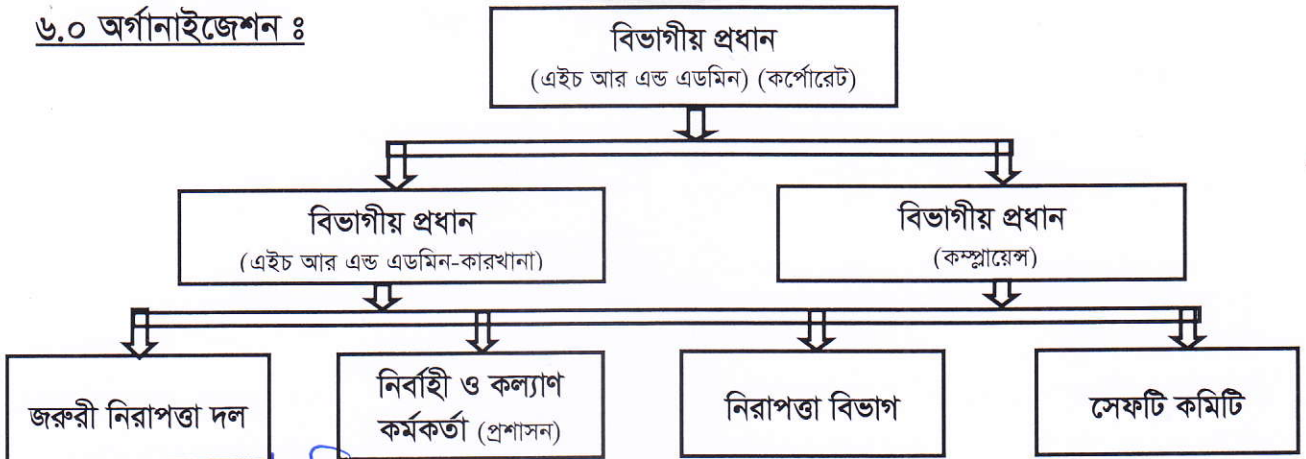 ৬.০ অর্গানাইজেশন ঃ
বিভাগীয় প্রধান
(এইচ আর এন্ড এডমিন) (কর্পোরেট)
বিভাগীয় প্রধান
(এইচ আর এন্ড এডমিন-কারখানা)
বিভাগীয় প্রধান
(কমপ্লায়েন্স)
জরুরী নিরাপত্তা দল
নির্বাহী ও কল্যাণ
কর্মকর্তা (প্রশাসন)
নিরাপত্তা বিভাগ
সেফটি কমিটি